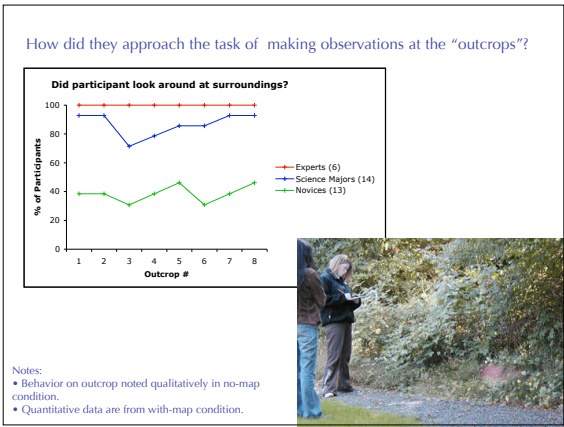 How did they approach the task of making observations at the “outcrops”?
Did participant look around at surroundings?
% of Participants
100
80
60
40
20
0
1 2 3 4 5 6 7 8
Outcrop #
Experts (6)
Science Majors (14)
Novices (13)
Notes:
• Behavior on outcrop noted qualitatively in no-map
condition.
• Quantitative data are from with-map condition.